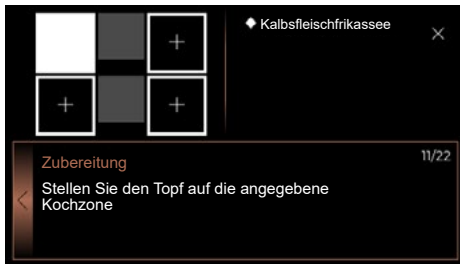 Kalbsfleischfrikassee
Zubereitung
11/22
Stellen Sie den Topf auf die angegebene
Kochzone